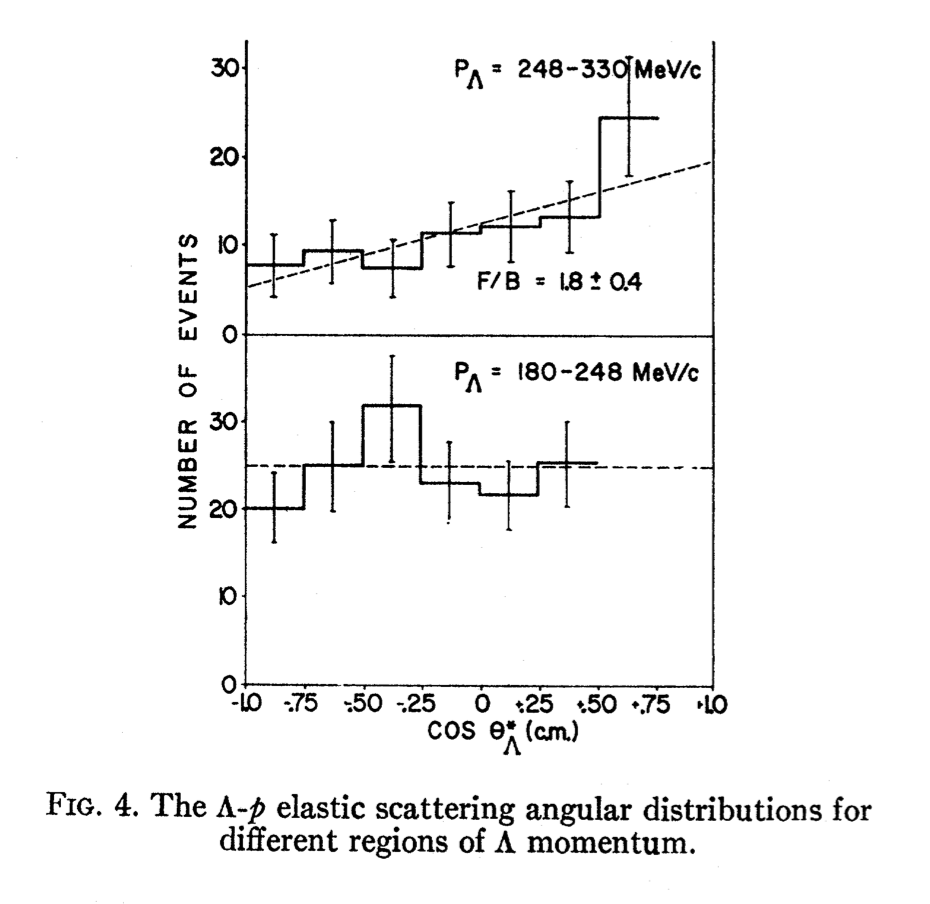 30
P_Λ = 248-330 MeV/c
20
10
F/B = 1.8 ± 0.4
0
NUMBER OF EVENTS
P_Λ = 180-248 MeV/c
30
20
10
0
-1.0 -.75 -.50 -.25 0 +.25 +.50 +.75 +1.0
COS θ*_Λ (c.m.)
FIG. 4. The Λ-p elastic scattering angular distributions for
different regions of Λ momentum.